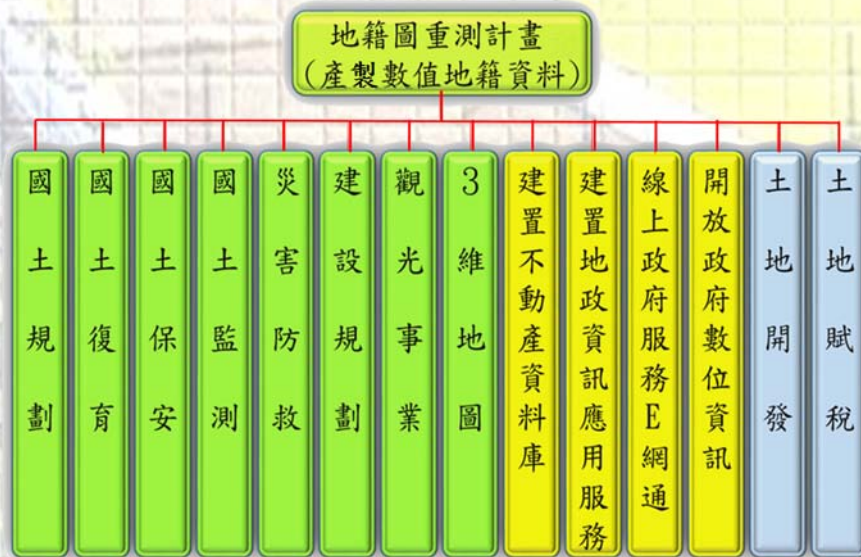 地籍圖重測計畫
(產製數值地籍資料)
國土規劃
國土復育
國土保安
國土監測
災害防救
建設規劃
觀光事業
3維地圖
建置不動產資料庫
建置地政資訊應用服務
線上政府服務E網通
開放政府數位資訊
土地開發
土地賦稅